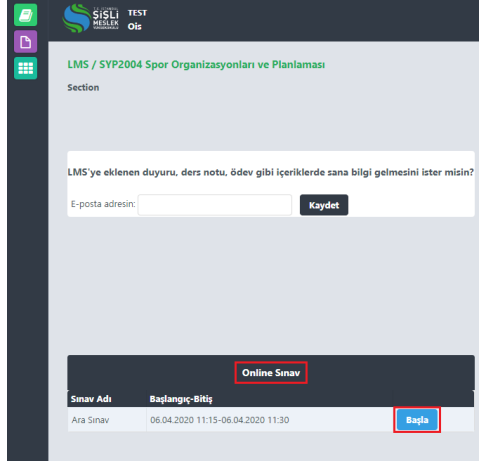 ŞİŞLİ
MESLEK
TEST
Ois
LMS / SYP2004 Spor Organizasyonları ve Planlaması
Section
LMS'ye eklenen duyuru, ders notu, ödev gibi içeriklerde sana bilgi gelmesini ister misin?
E-posta adresin:
Kaydet
Online Sınav
Sınav Adı Başlangıç-Bitiş
Ara Sınav 06.04.2020 11:15-06.04.2020 11:30 Başla